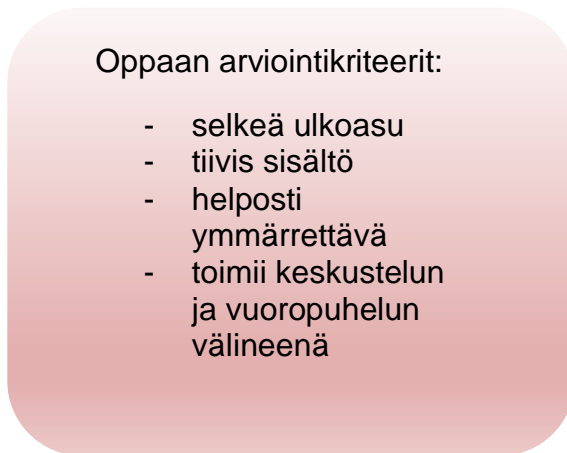 Oppaan arviointikriteerit:
- selkeä ulkoasu
- tiivis sisältö
- helposti
ymmärrettävä
- toimii keskustelun
ja vuoropuhelun
välineenä